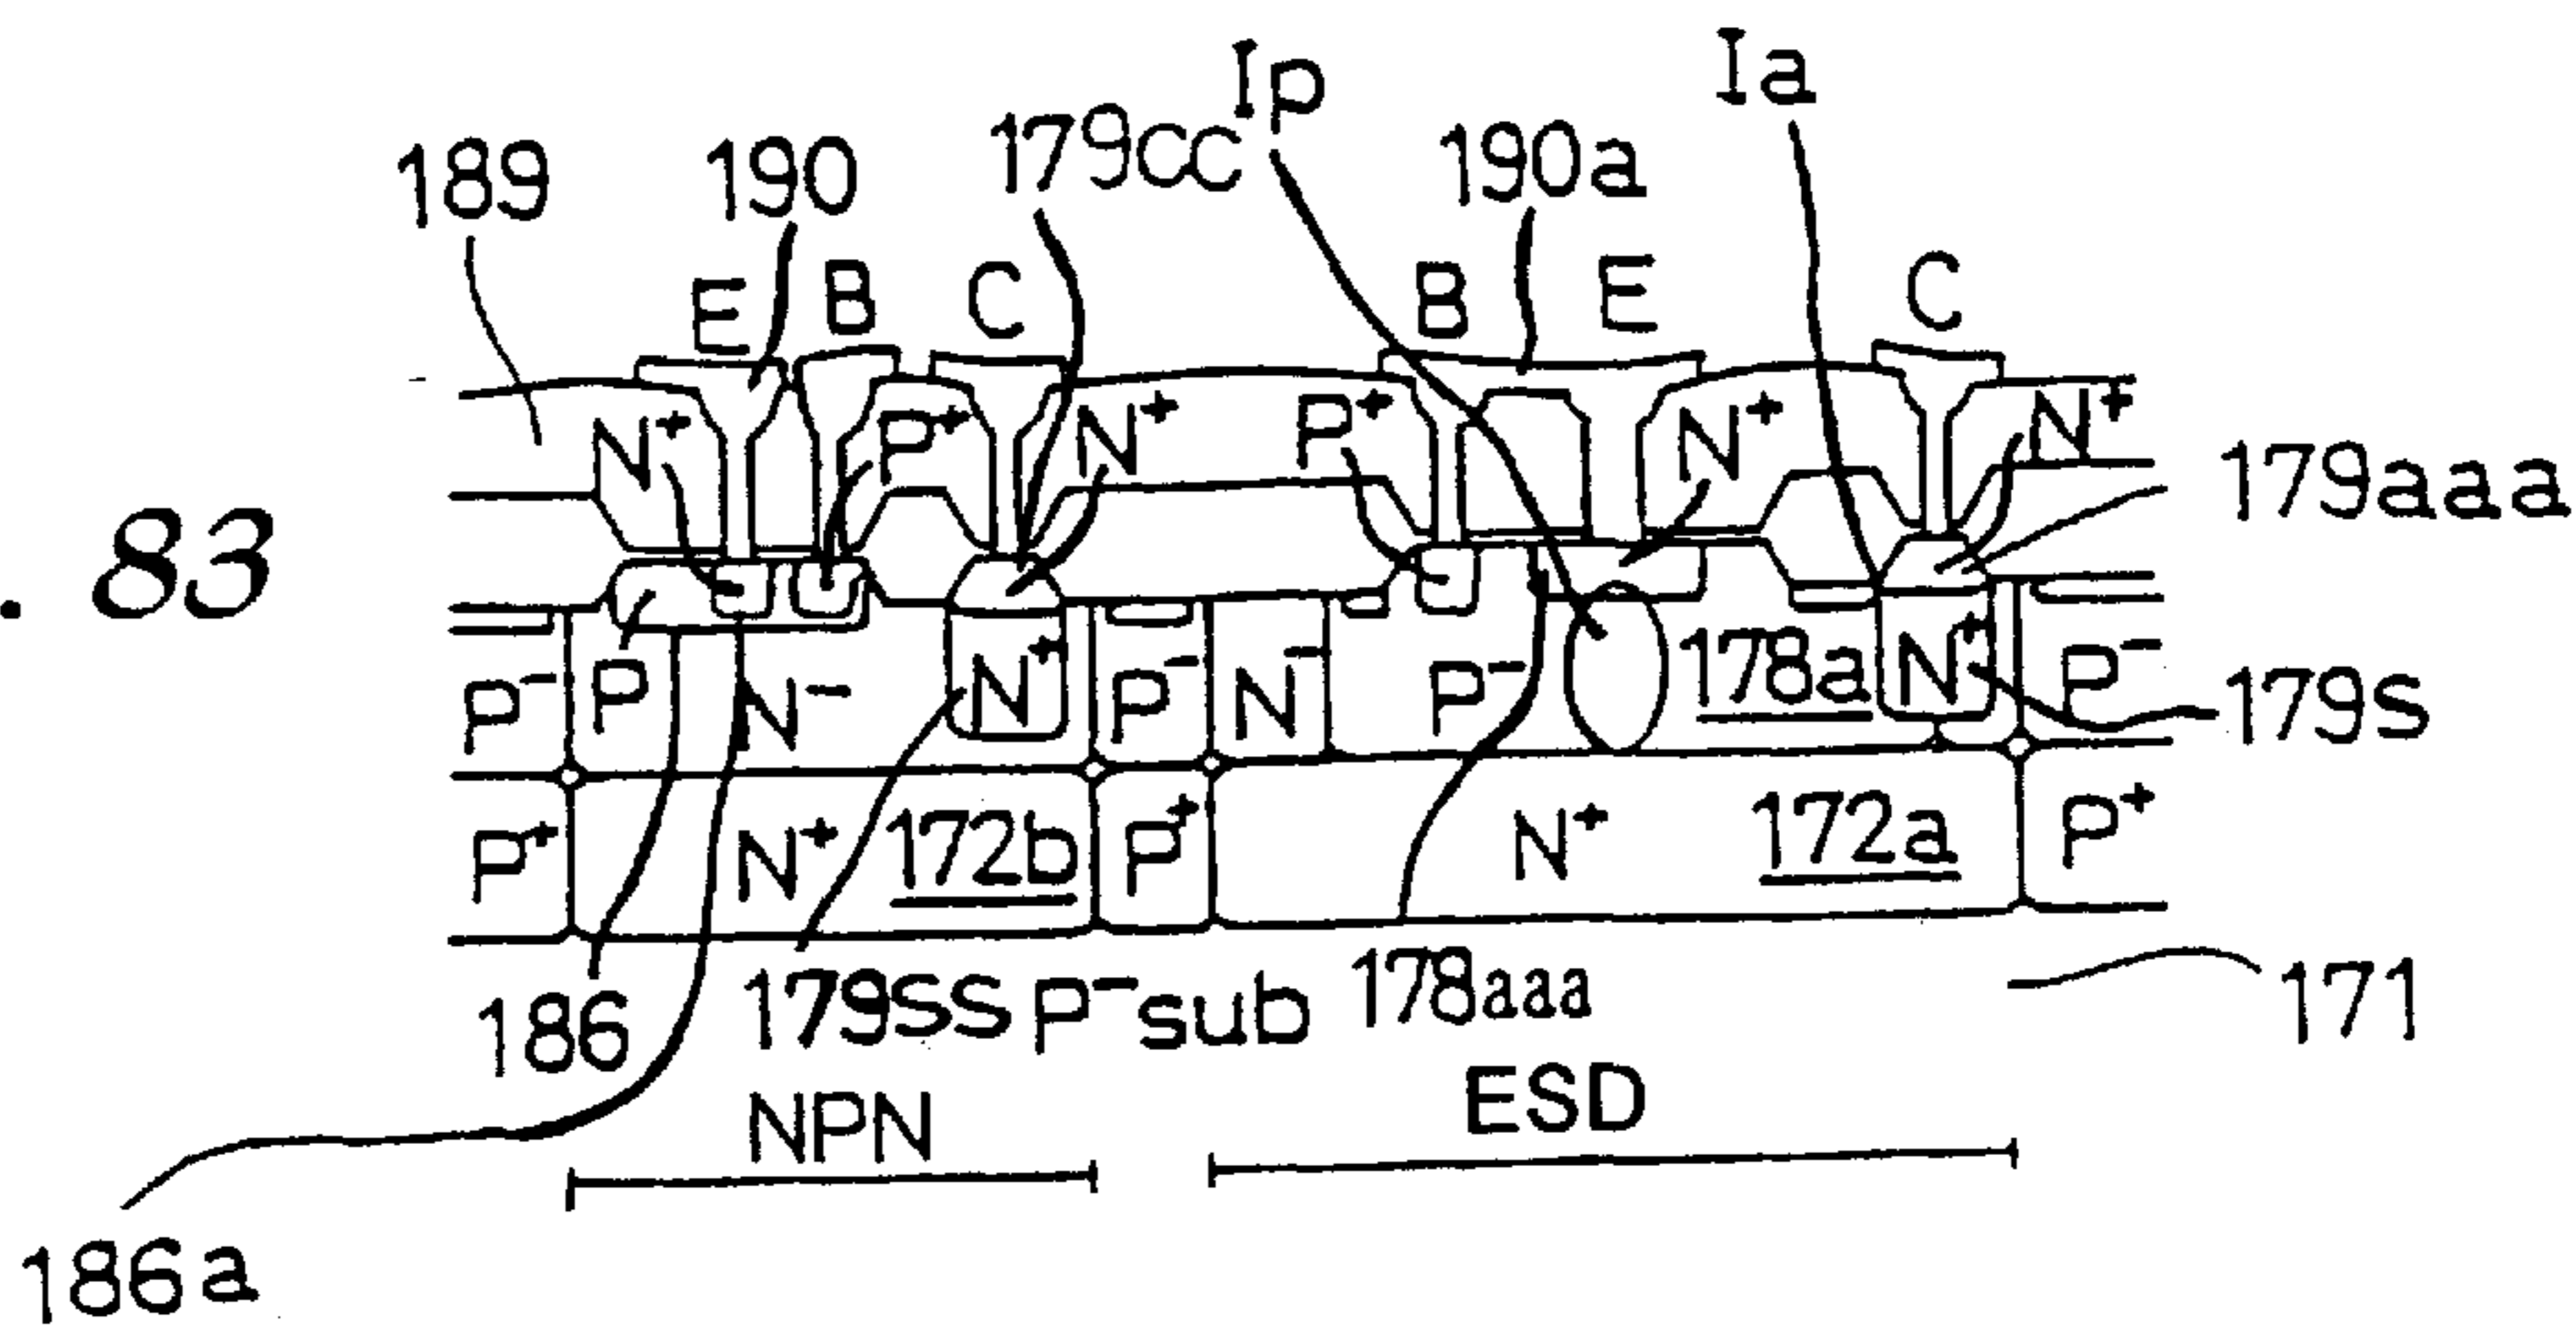 Ip Ia
189 190 179cc 190a
E B C B E C
N+ P+ N+ P+ N+ N+
179aaa
. 83
P- P N- N+ P- N- P- 178a N+ P-
179s
P+ N+ 172b P+ N+ 172a P+
186 179ss P-sub 178aaa 171
NPN ESD
186a